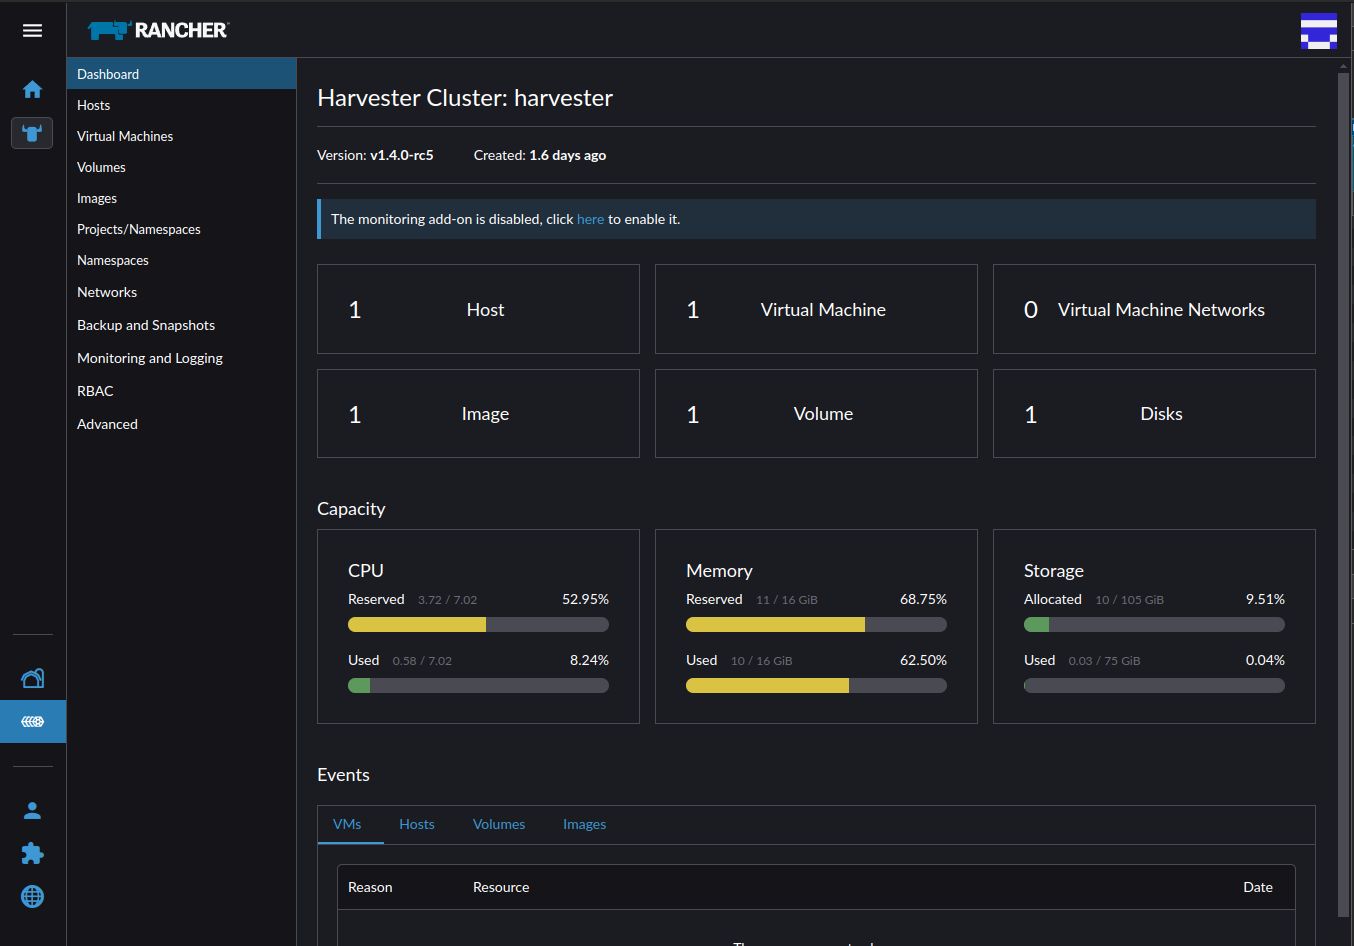 RANCHER
Dashboard
Hosts
Virtual Machines
Volumes
Images
Projects/Namespaces
Namespaces
Networks
Backup and Snapshots
Monitoring and Logging
RBAC
Advanced
Harvester Cluster: harvester
Version: v1.4.0-rc5 Created: 1.6 days ago
The monitoring add-on is disabled, click here to enable it.
1 Host
1 Virtual Machine
0 Virtual Machine Networks
1 Image
1 Volume
1 Disks
Capacity
CPU
Reserved 3.72 / 7.02 52.95%
Used 0.58 / 7.02 8.24%
Memory
Reserved 11 / 16 GiB 68.75%
Used 10 / 16 GiB 62.50%
Storage
Allocated 10 / 105 GiB 9.51%
Used 0.03 / 75 GiB 0.04%
Events
VMs Hosts Volumes Images
Reason Resource Date